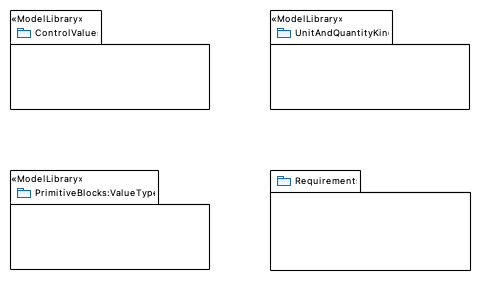 «ModelLibrary»
ControlValue
«ModelLibrary»
UnitAndQuantityKin
«ModelLibrary»
PrimitiveBlocks:ValueType
Requirement